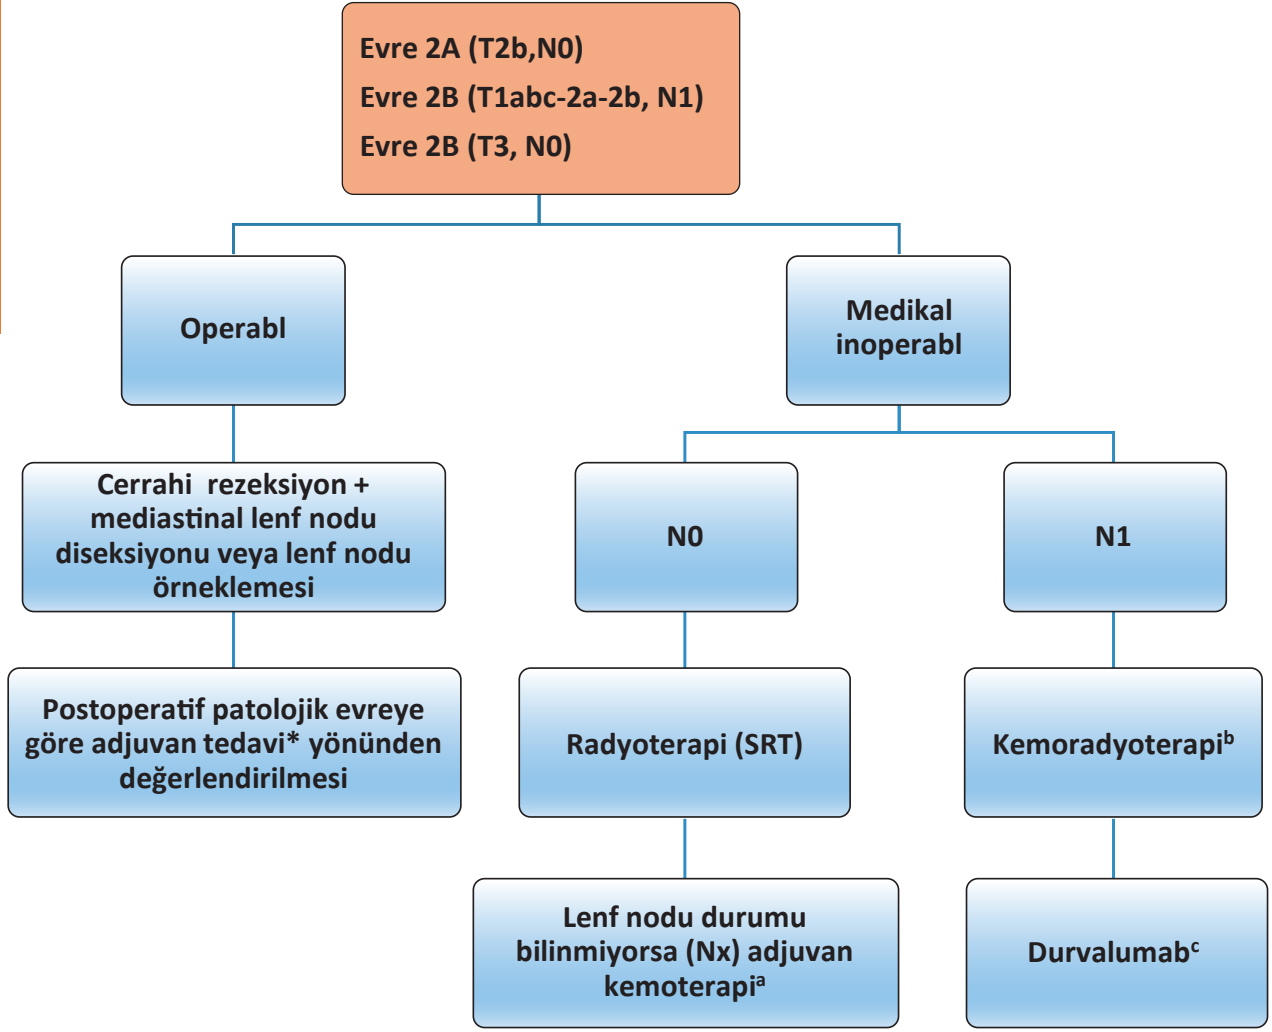 Evre 2A (T2b,N0)
Evre 2B (T1abc-2a-2b, N1)
Evre 2B (T3, N0)
Operabl
Medikal
inoperabl
Cerrahi  rezeksiyon +
mediastinal lenf nodu
diseksiyonu veya lenf nodu
örneklemesi
N0
N1
Postoperatif patolojik evreye
göre adjuvan tedavi* yönünden
değerlendirilmesi
Radyoterapi (SRT)
Kemoradyoterapiᵇ
Lenf nodu durumu
bilinmiyorsa (Nx) adjuvan
kemoterapiᵃ
Durvalumabᶜ